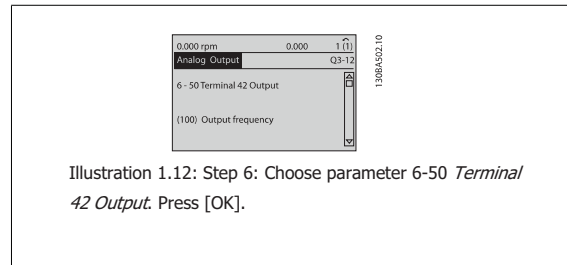 0.000 rpm 0.000 1 (1)
Analog Output Q3-12
6 - 50 Terminal 42 Output
(100) Output frequency
130BA502.10
Illustration 1.12: Step 6: Choose parameter 6-50 Terminal
42 Output. Press [OK].